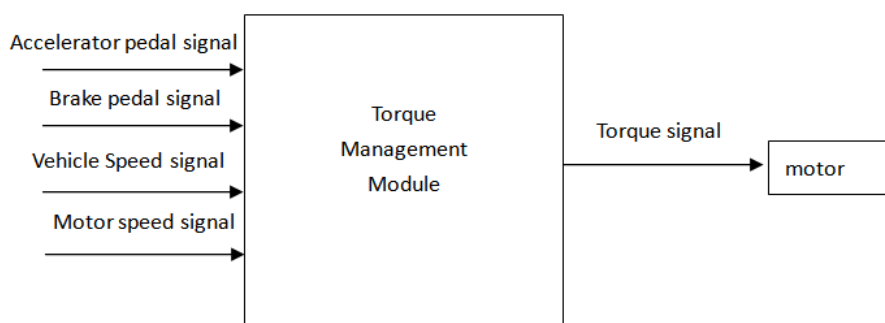 Accelerator pedal signal
Brake pedal signal
Vehicle Speed signal
Motor speed signal
Torque
Management
Module
Torque signal
motor